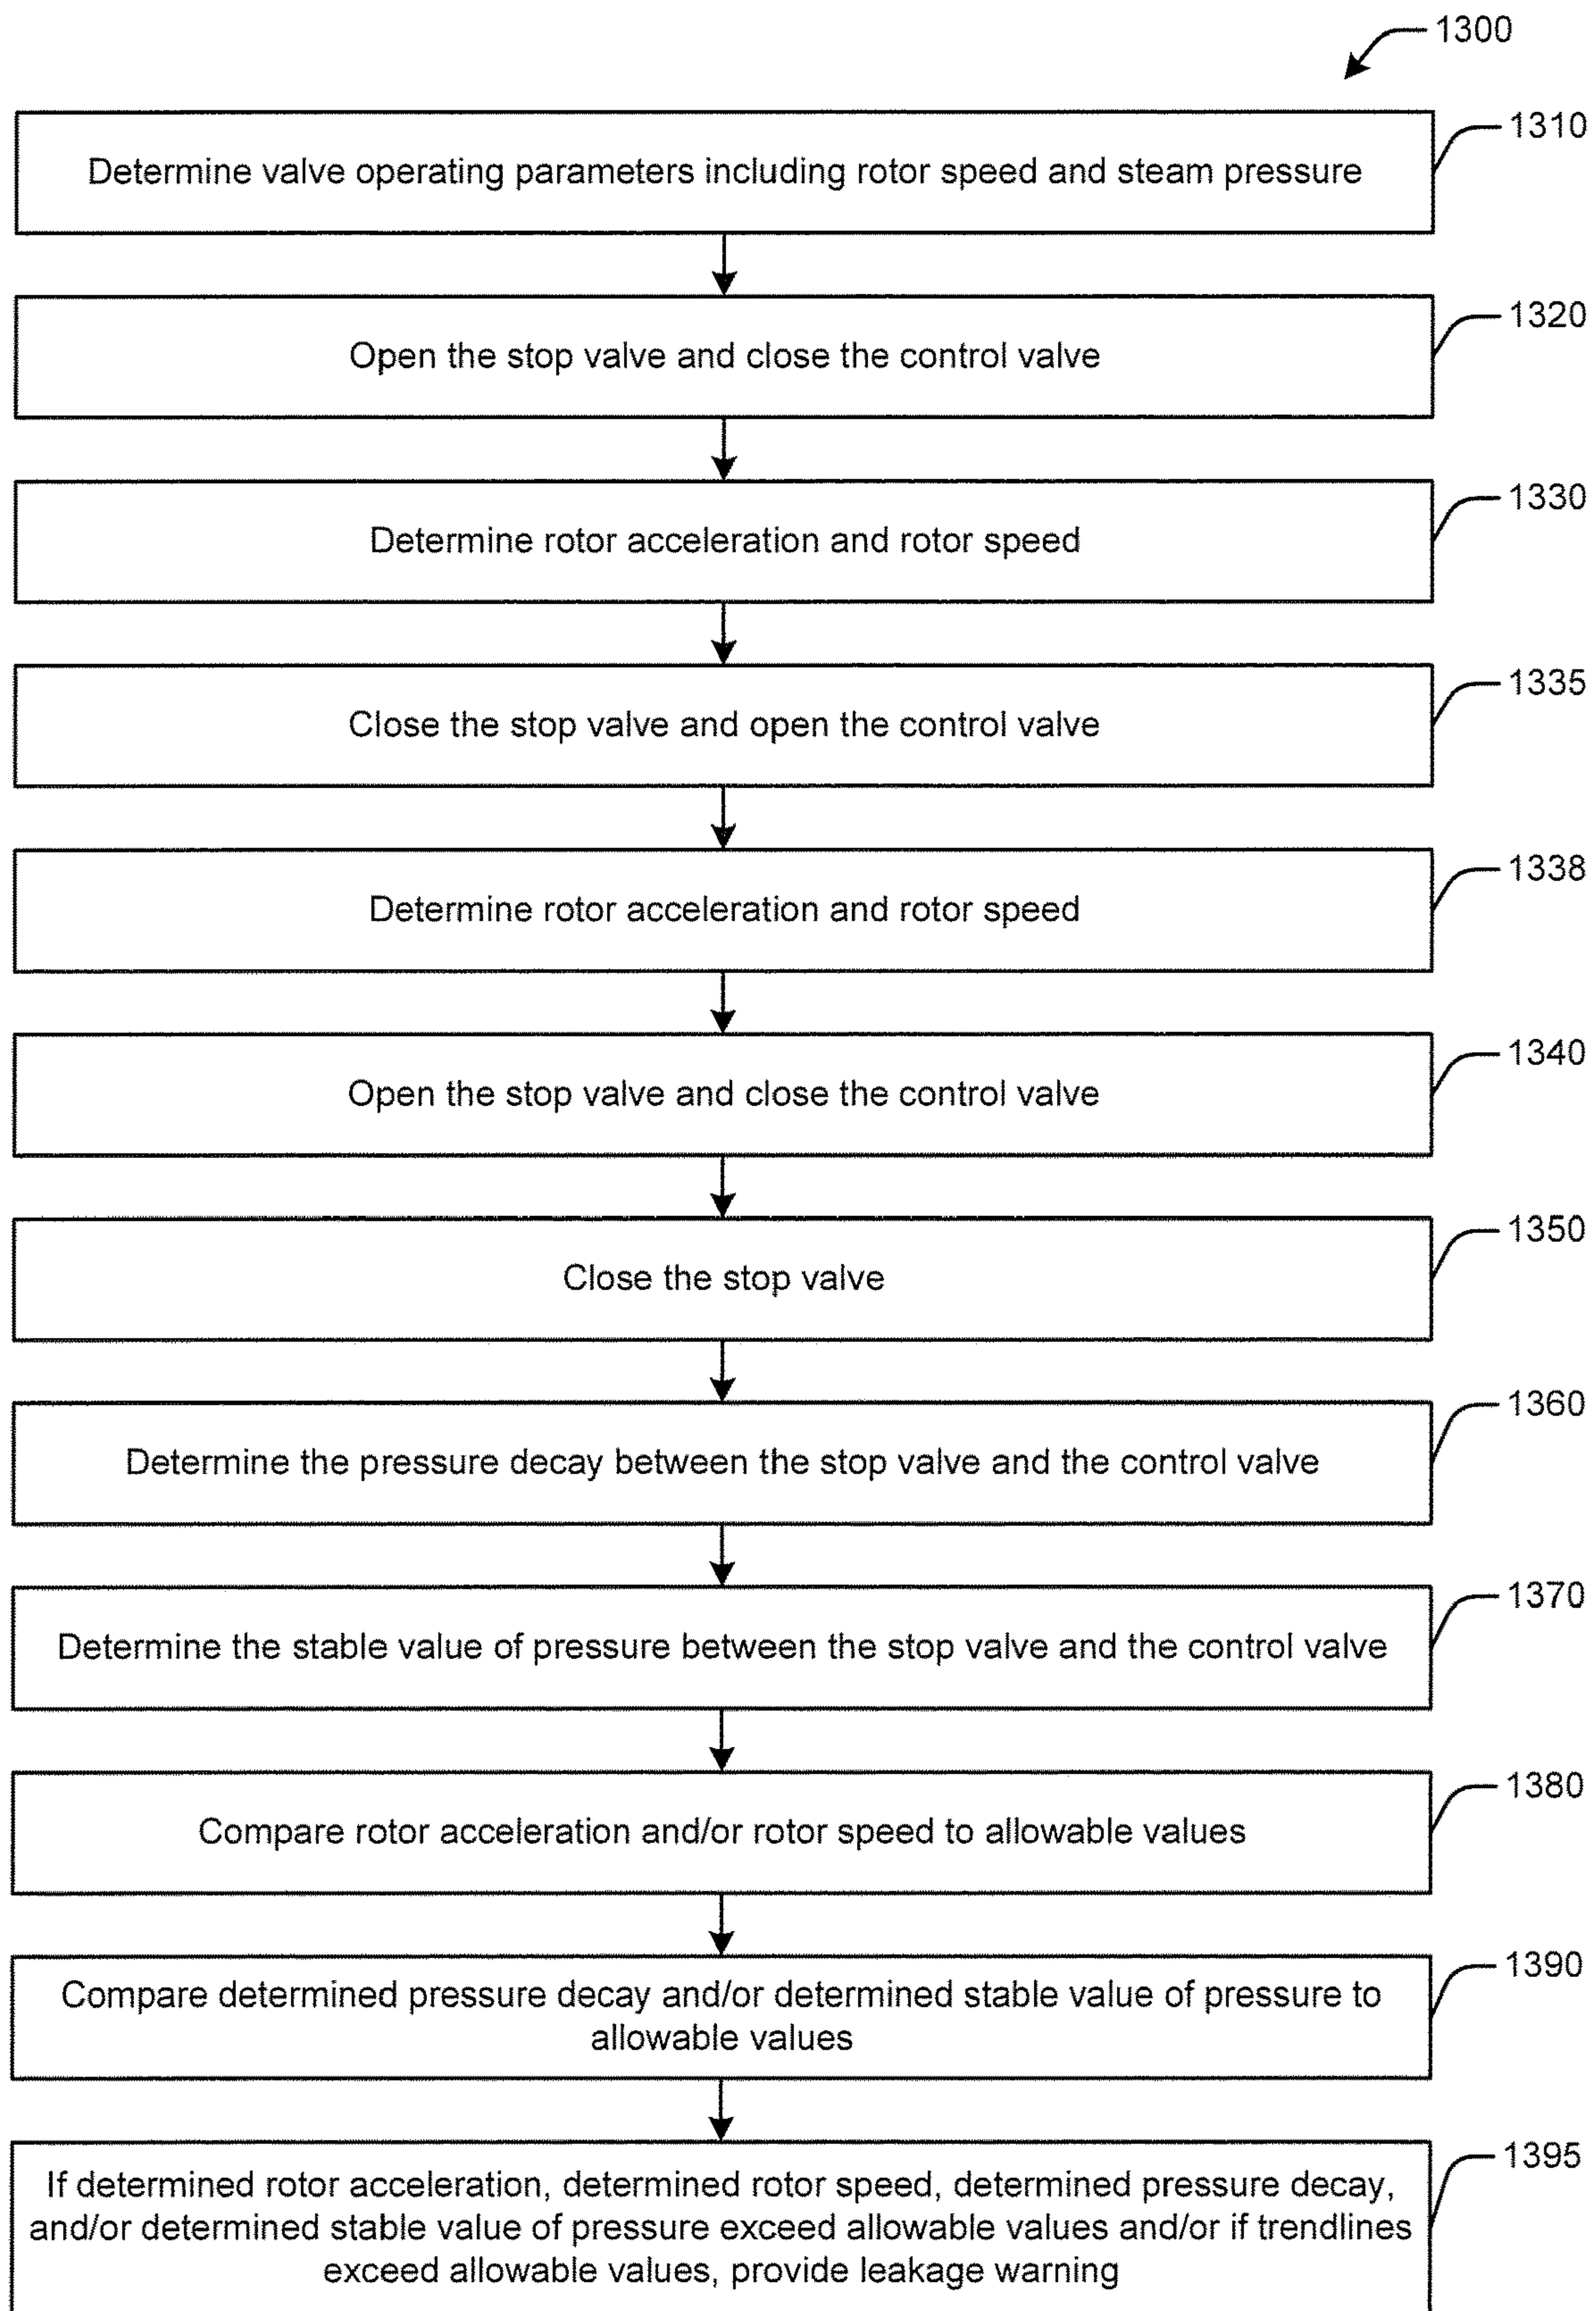 1300
1310
Determine valve operating parameters including rotor speed and steam pressure
1320
Open the stop valve and close the control valve
1330
Determine rotor acceleration and rotor speed
1335
Close the stop valve and open the control valve
1338
Determine rotor acceleration and rotor speed
1340
Open the stop valve and close the control valve
1350
Close the stop valve
1360
Determine the pressure decay between the stop valve and the control valve
1370
Determine the stable value of pressure between the stop valve and the control valve
1380
Compare rotor acceleration and/or rotor speed to allowable values
1390
Compare determined pressure decay and/or determined stable value of pressure to
allowable values
1395
If determined rotor acceleration, determined rotor speed, determined pressure decay,
and/or determined stable value of pressure exceed allowable values and/or if trendlines
exceed allowable values, provide leakage warning